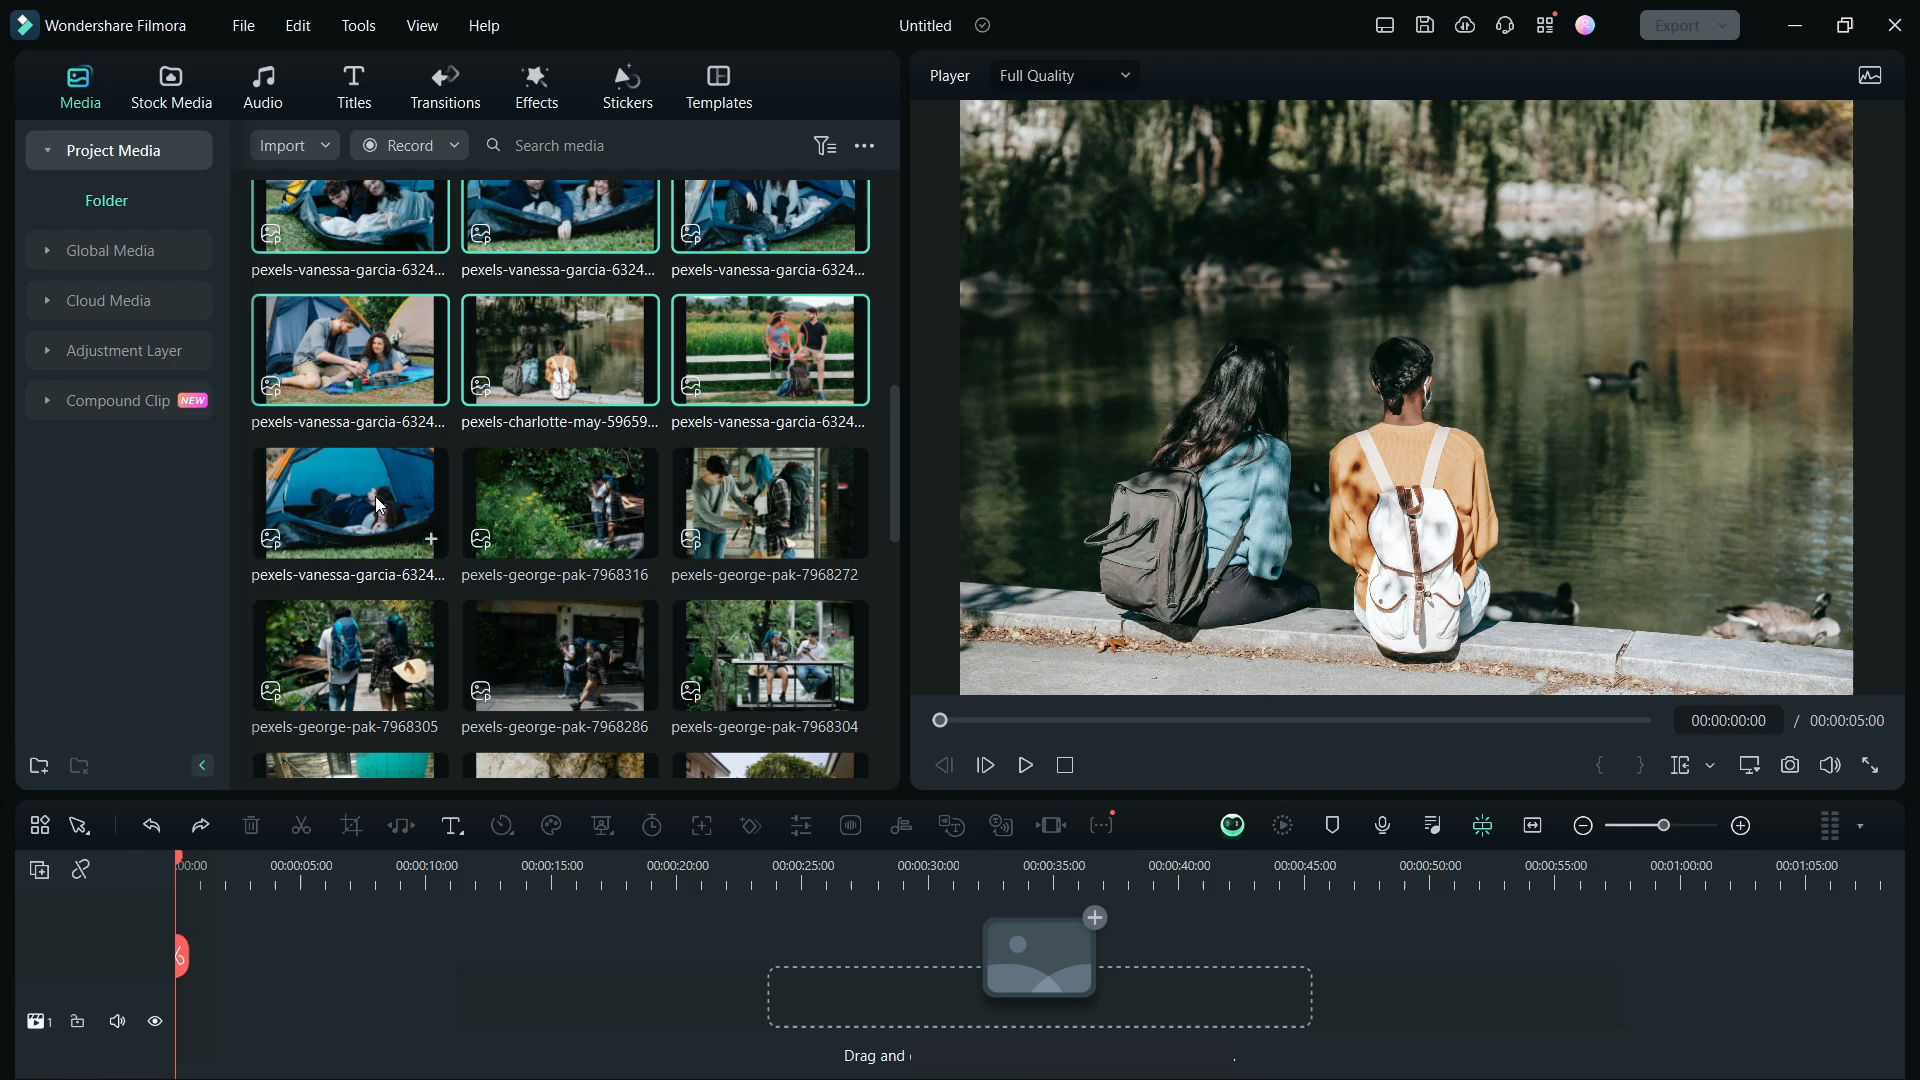 Wondershare Filmora
File
Edit
Tools
View
Help
Untitled
Export
Media
Stock Media
Audio
Titles
Transitions
Effects
Stickers
Templates
Player
Full Quality
Project Media
Folder
Global Media
Cloud Media
Adjustment Layer
Compound Clip NEW
Import
Record
Search media
pexels-vanessa-garcia-6324...
pexels-vanessa-garcia-6324...
pexels-vanessa-garcia-6324...
pexels-vanessa-garcia-6324...
pexels-charlotte-may-59659...
pexels-vanessa-garcia-6324...
pexels-vanessa-garcia-6324...
pexels-george-pak-7968316
pexels-george-pak-7968272
pexels-george-pak-7968305
pexels-george-pak-7968286
pexels-george-pak-7968304
00:00:00:00 / 00:00:05:00
:00:00
00:00:05:00
00:00:10:00
00:00:15:00
00:00:20:00
00:00:25:00
00:00:30:00
00:00:35:00
00:00:40:00
00:00:45:00
00:00:50:00
00:00:55:00
00:01:00:00
00:01:05:00
1
Drag and